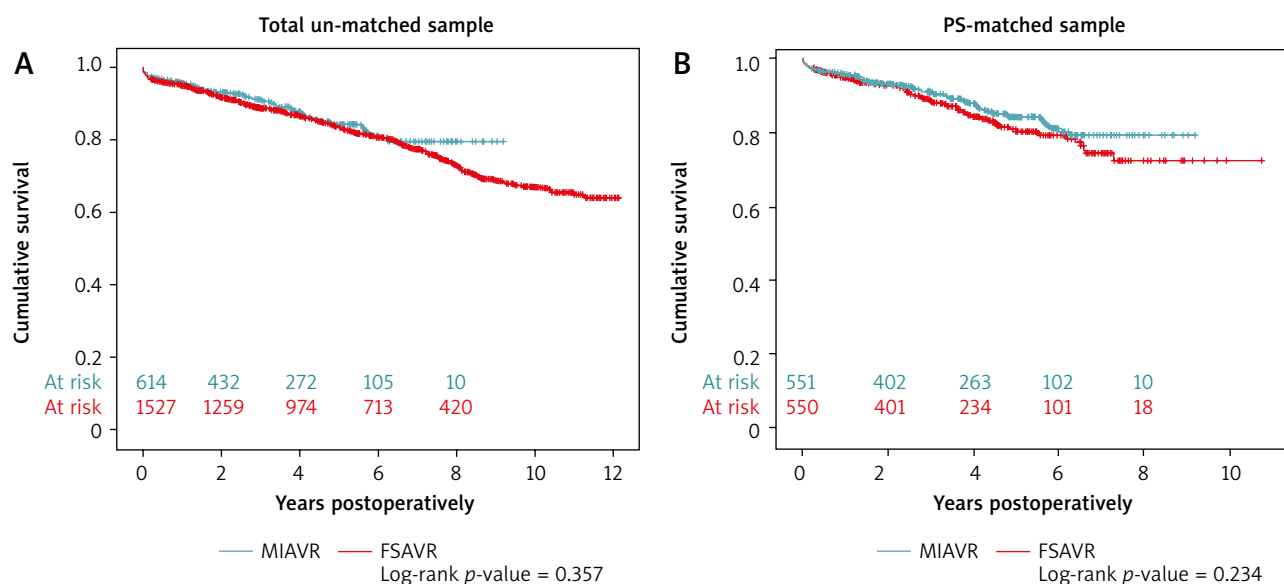 Total un-matched sample
A
Cumulative survival
1.0
0.8
0.6
0.4
0.2
0
At risk 614 432 272 105 10
At risk 1527 1259 974 713 420
0 2 4 6 8 10 12
Years postoperatively
MIAVR FSAVR
Log-rank p-value = 0.357
PS-matched sample
B
Cumulative survival
1.0
0.8
0.6
0.4
0.2
0
At risk 551 402 263 102 10
At risk 550 401 234 101 18
0 2 4 6 8 10
Years postoperatively
MIAVR FSAVR
Log-rank p-value = 0.234